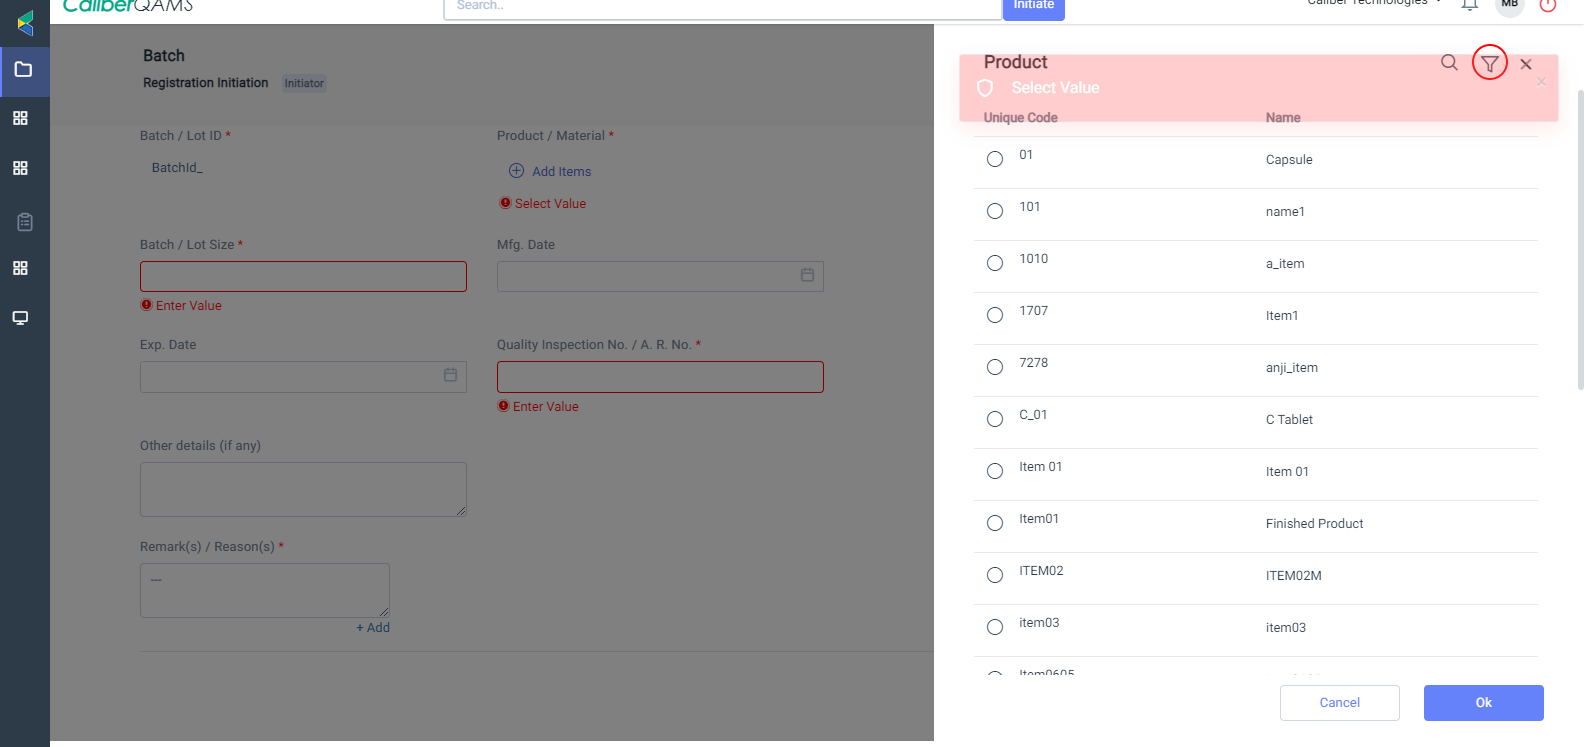 CaliberQAMS
Search..
Initiate
Caliber Technologies
MB
Batch
Registration Initiation Initiator
Batch / Lot ID *
BatchId_
Product / Material *
Add Items
Select Value
Batch / Lot Size *
Enter Value
Mfg. Date
Exp. Date
Quality Inspection No. / A. R. No. *
Enter Value
Other details (if any)
Remark(s) / Reason(s) *
---
+ Add
Product
Select Value
Unique Code Name
01 Capsule
101 name1
1010 a_item
1707 Item1
7278 anji_item
C_01 C Tablet
Item 01 Item 01
Item01 Finished Product
ITEM02 ITEM02M
item03 item03
Item0605
Cancel Ok